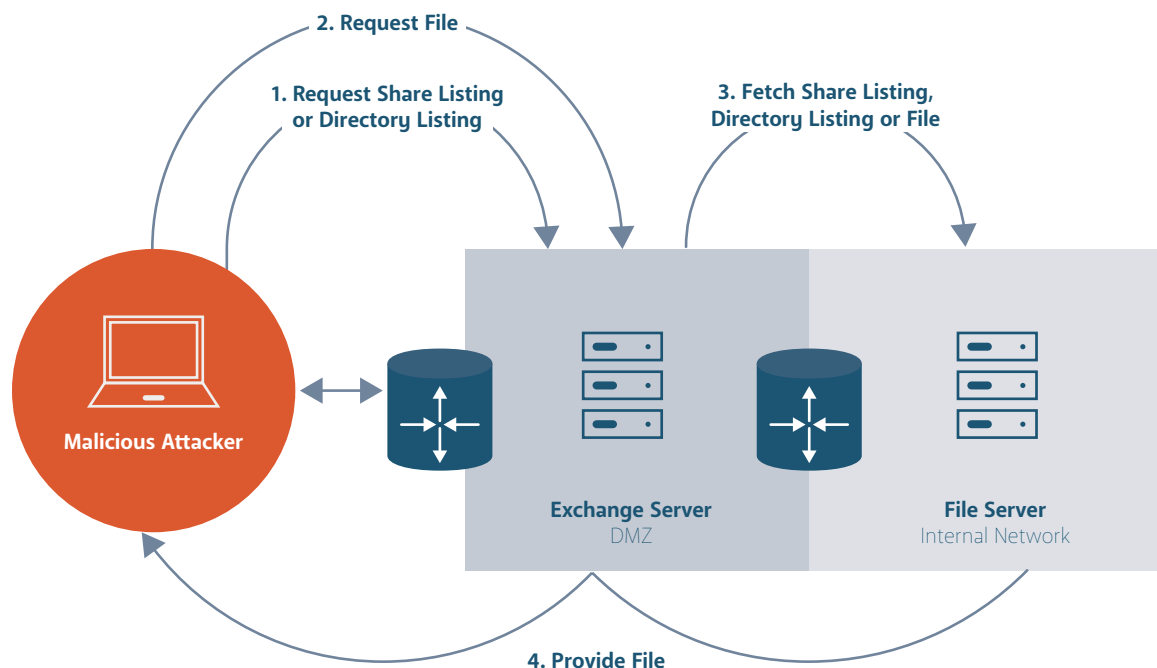 2. Request File
1. Request Share Listing
or Directory Listing
3. Fetch Share Listing,
Directory Listing or File
Malicious Attacker
Exchange Server
DMZ
File Server
Internal Network
4. Provide File